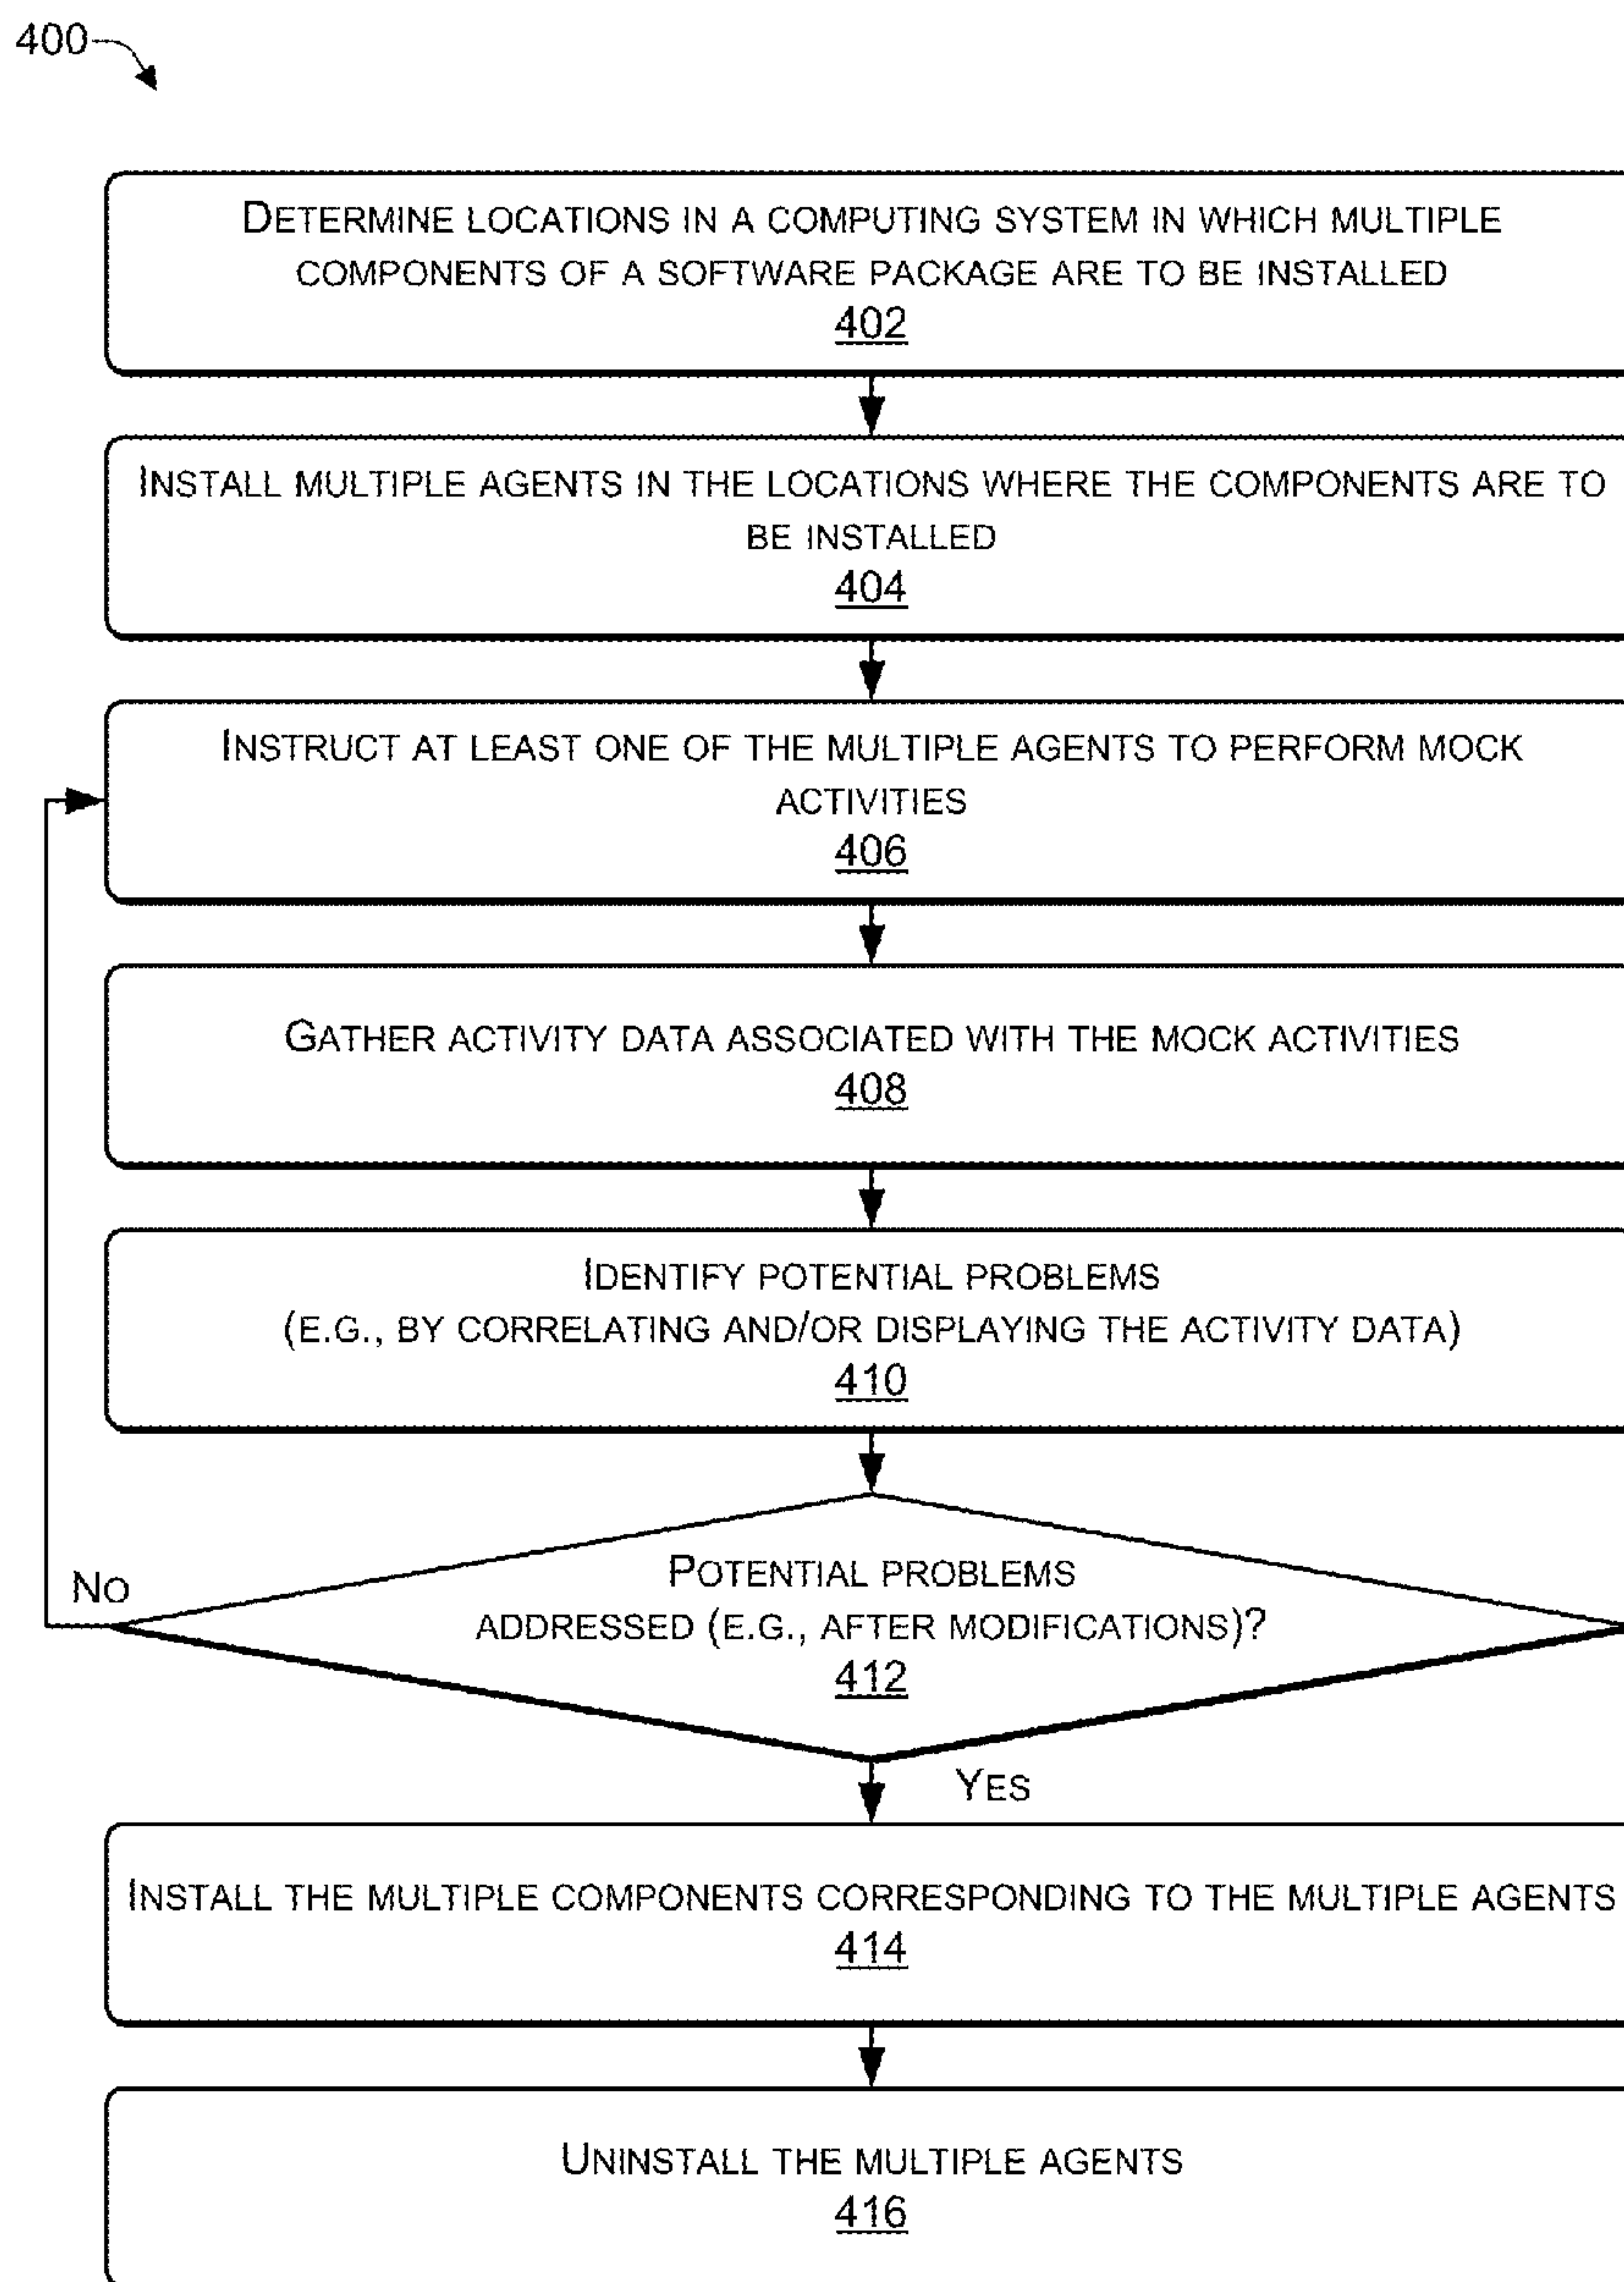 400
DETERMINE LOCATIONS IN A COMPUTING SYSTEM IN WHICH MULTIPLE
COMPONENTS OF A SOFTWARE PACKAGE ARE TO BE INSTALLED
402
INSTALL MULTIPLE AGENTS IN THE LOCATIONS WHERE THE COMPONENTS ARE TO
BE INSTALLED
404
INSTRUCT AT LEAST ONE OF THE MULTIPLE AGENTS TO PERFORM MOCK
ACTIVITIES
406
GATHER ACTIVITY DATA ASSOCIATED WITH THE MOCK ACTIVITIES
408
IDENTIFY POTENTIAL PROBLEMS
(E.G., BY CORRELATING AND/OR DISPLAYING THE ACTIVITY DATA)
410
NO
POTENTIAL PROBLEMS
ADDRESSED (E.G., AFTER MODIFICATIONS)?
412
YES
INSTALL THE MULTIPLE COMPONENTS CORRESPONDING TO THE MULTIPLE AGENTS
414
UNINSTALL THE MULTIPLE AGENTS
416